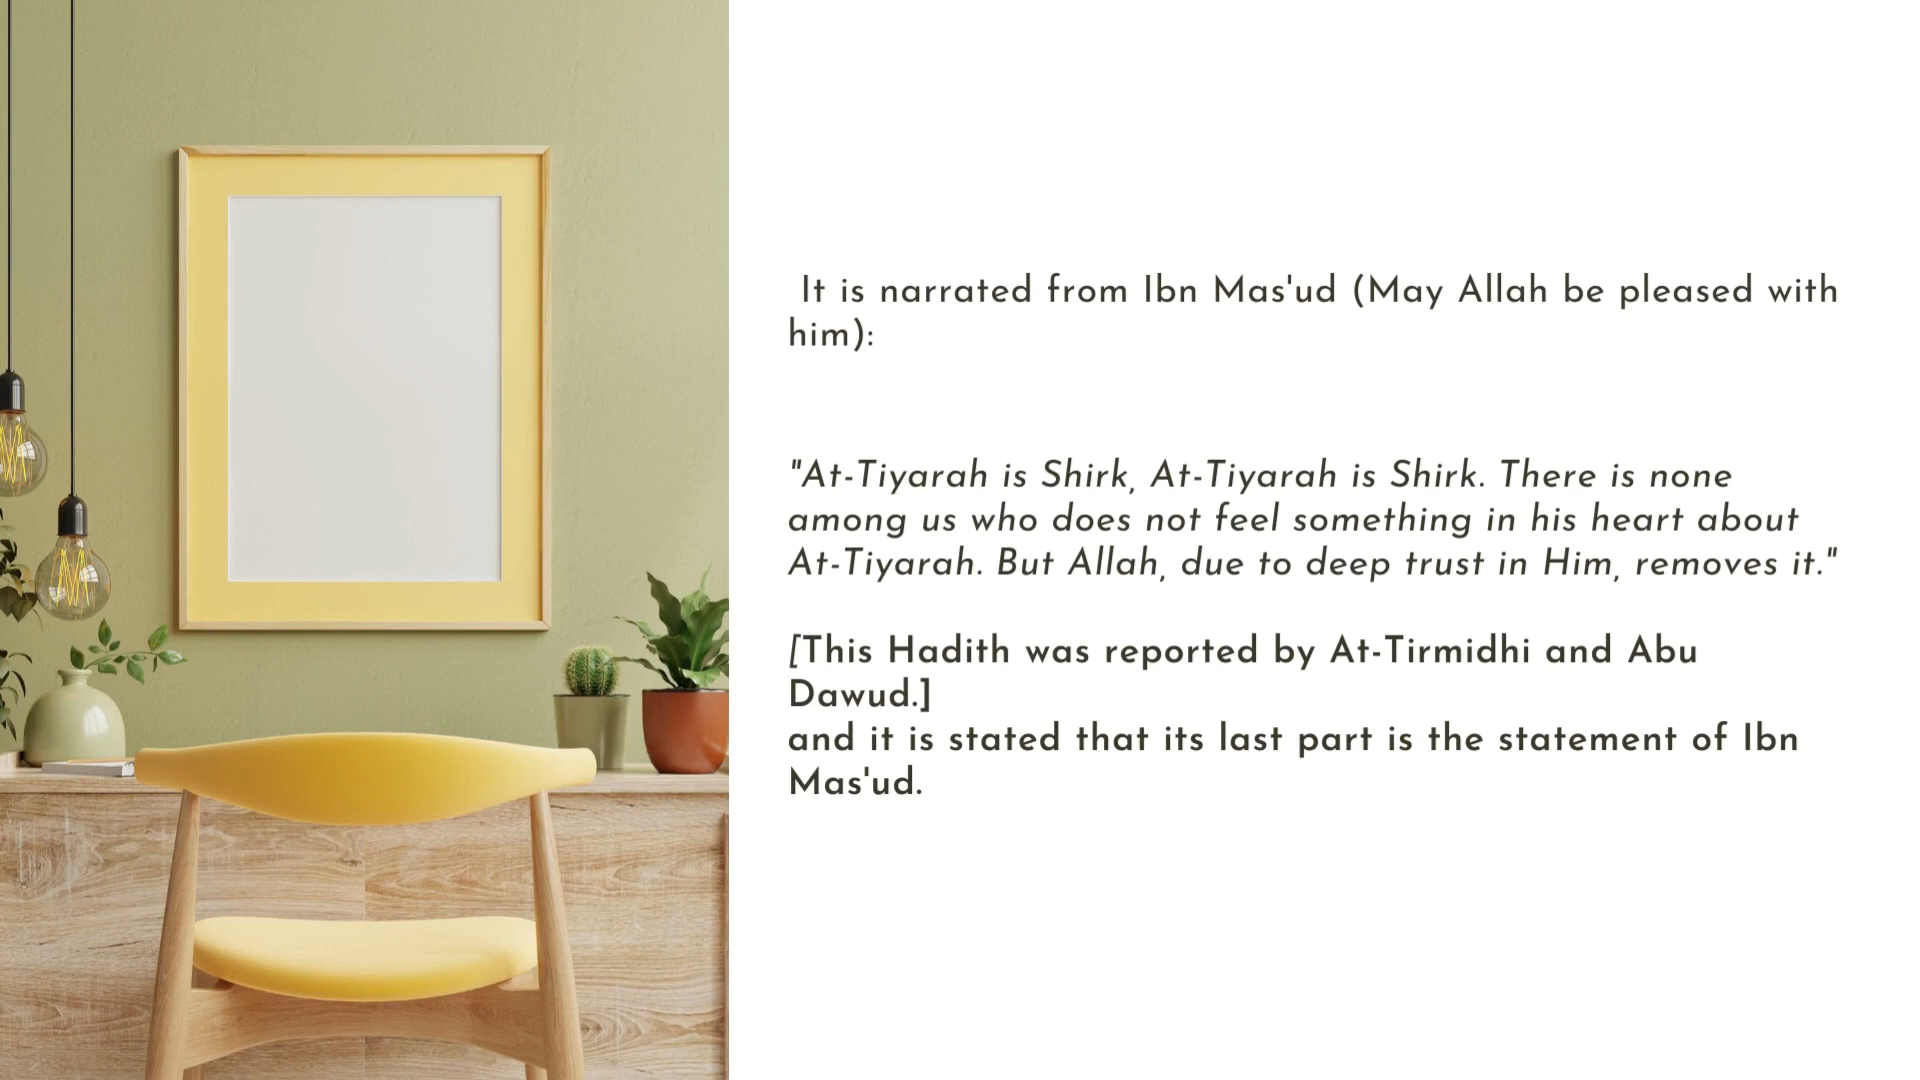 It is narrated from Ibn Mas'ud (May Allah be pleased with
him):
"At-Tiyarah is Shirk, At-Tiyarah is Shirk. There is none
among us who does not feel something in his heart about
At-Tiyarah. But Allah, due to deep trust in Him, removes it."
[This Hadith was reported by At-Tirmidhi and Abu
Dawud.]
and it is stated that its last part is the statement of Ibn
Mas'ud.